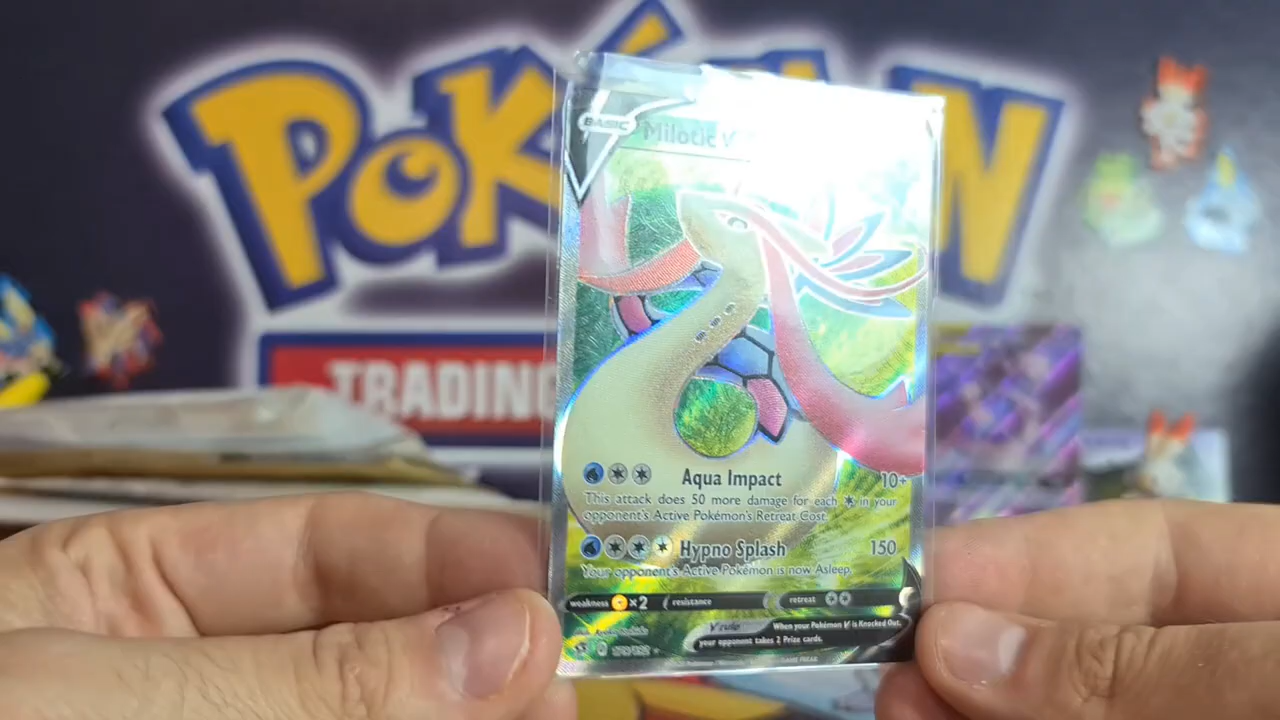 POKÉMON
TRADING
BASIC
Milotic V
Aqua Impact 10+
This attack does 50 more damage for each in your
opponent's Active Pokémon's Retreat Cost.
Hypno Splash 150
Your opponent's Active Pokémon is now Asleep.
weakness ×2 resistance retreat
V rule When your Pokémon V is Knocked Out,
your opponent takes 2 Prize cards.